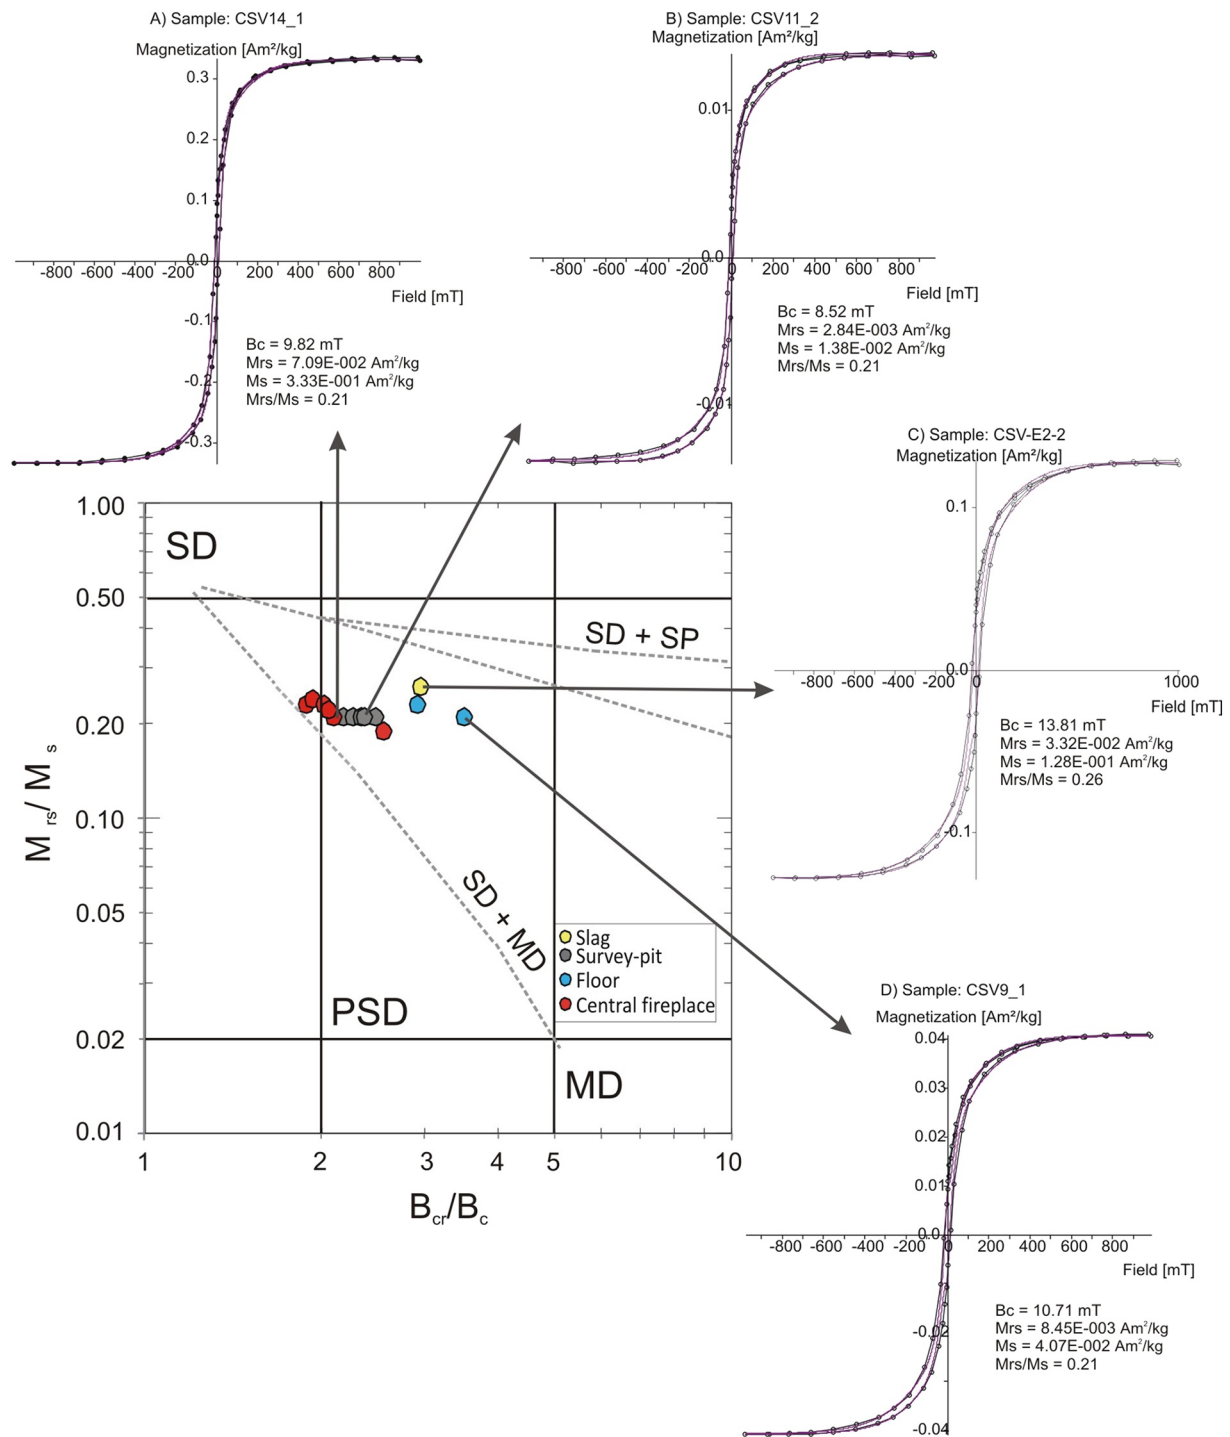 A) Sample: CSV14_1
Magnetization [Am²/kg]
0.3
0.2
0.1
0.0
-800 -600 -400 -200 0 200 400 600 800
Field [mT]
-0.1
-0.2
-0.3
Bc = 9.82 mT
Mrs = 7.09E-002 Am²/kg
Ms = 3.33E-001 Am²/kg
Mrs/Ms = 0.21
B) Sample: CSV11_2
Magnetization [Am²/kg]
0.01
0.0
-800 -600 -400 -200 0 200 400 600 800
Field [mT]
-0.01
Bc = 8.52 mT
Mrs = 2.84E-003 Am²/kg
Ms = 1.38E-002 Am²/kg
Mrs/Ms = 0.21
C) Sample: CSV-E2-2
Magnetization [Am²/kg]
0.1
0.0
-800 -600 -400 -200 0 1000
Field [mT]
-0.1
Bc = 13.81 mT
Mrs = 3.32E-002 Am²/kg
Ms = 1.28E-001 Am²/kg
Mrs/Ms = 0.26
1.00
0.50
0.20
0.10
0.05
0.02
0.01
Mrs/Ms
SD
SD + SP
SD + MD
PSD
MD
Slag
Survey-pit
Floor
Central fireplace
1 2 3 4 5 10
Bcr/Bc
D) Sample: CSV9_1
Magnetization [Am²/kg]
0.04
0.03
0.02
0.01
0.0
-800 -600 -400 -200 0 200 400 600 800
Field [mT]
-0.02
-0.04
Bc = 10.71 mT
Mrs = 8.45E-003 Am²/kg
Ms = 4.07E-002 Am²/kg
Mrs/Ms = 0.21